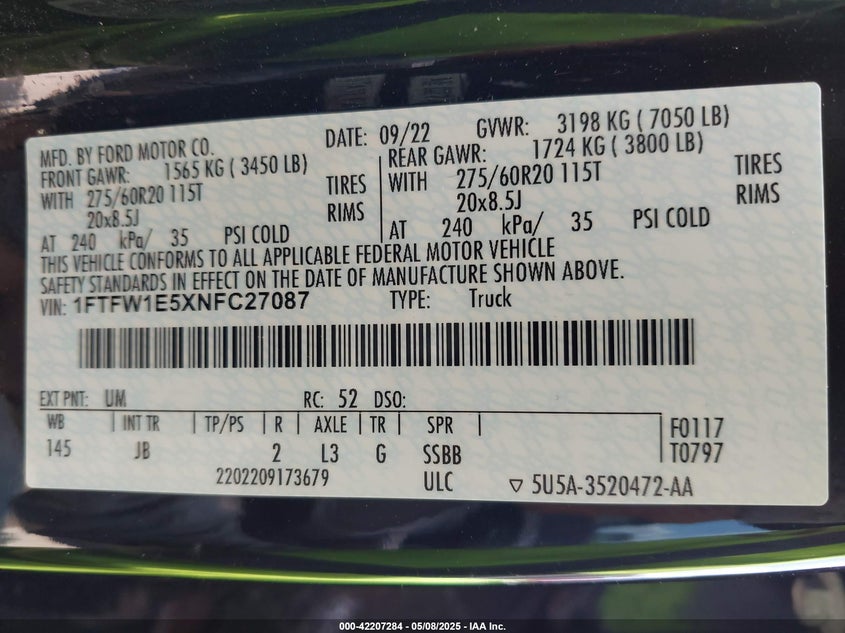 MFD. BY FORD MOTOR CO. DATE: 09/22 GVWR: 3198 KG ( 7050 LB)
FRONT GAWR: 1565 KG ( 3450 LB) REAR GAWR: 1724 KG ( 3800 LB)
WITH 275/60R20 115T TIRES WITH 275/60R20 115T TIRES
20x8.5J RIMS 20x8.5J RIMS
AT 240 kPa/ 35 PSI COLD AT 240 kPa/ 35 PSI COLD
THIS VEHICLE CONFORMS TO ALL APPLICABLE FEDERAL MOTOR VEHICLE
SAFETY STANDARDS IN EFFECT ON THE DATE OF MANUFACTURE SHOWN ABOVE.
VIN: 1FTFW1E5XNFC27087 TYPE: Truck
EXT PNT: UM RC: 52 DSO:
WB INT TR TP/PS R AXLE TR SPR F0117
145 JB 2 L3 G SSBB T0797
2202209173679 ULC ▽ 5U5A-3520472-AA
000-42207284 - 05/08/2025 - IAA Inc.